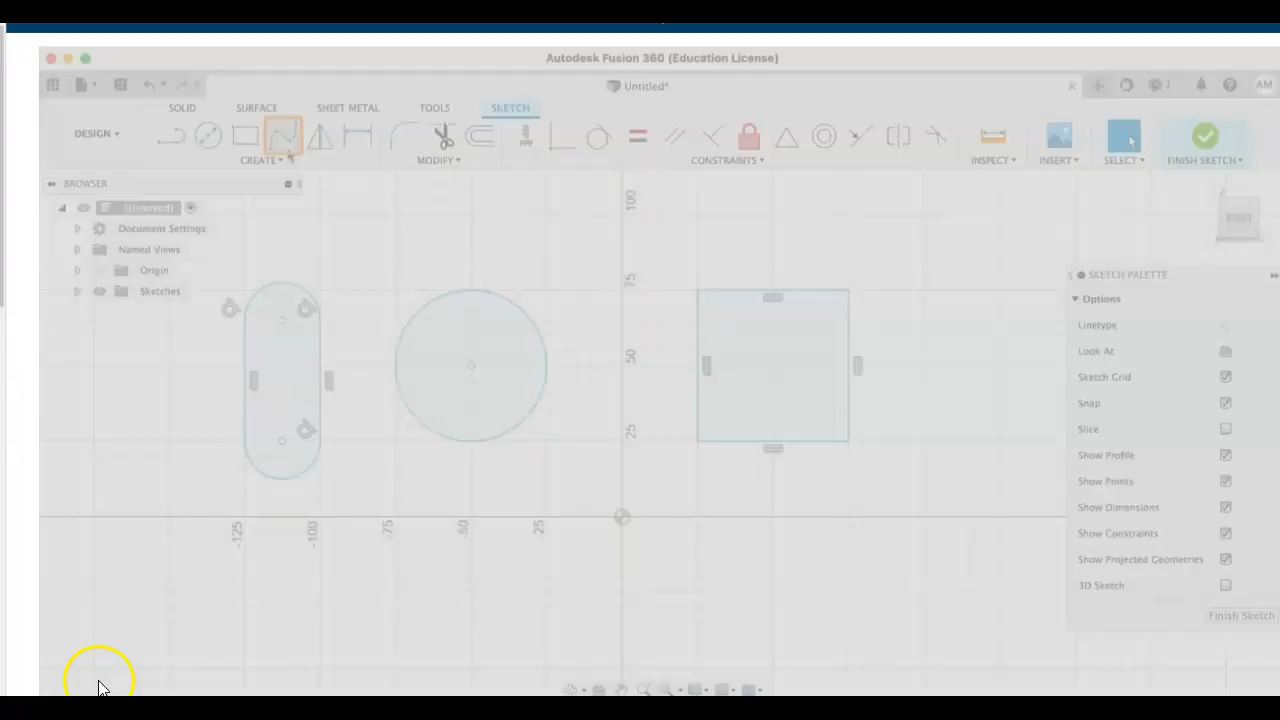 Autodesk Fusion 360 (Education License)
Untitled*
1
AM
SOLID SURFACE SHEET METAL TOOLS SKETCH
DESIGN
CREATE MODIFY CONSTRAINTS INSPECT INSERT SELECT FINISH SKETCH
BROWSER
(Unsaved)
Document Settings
Named Views
Origin
Sketches
Z
RIGHT
100
75
50
25
-125
-100
-75
-50
-25
SKETCH PALETTE
Options
Linetype
Look At
Sketch Grid
Snap
Slice
Show Profile
Show Points
Show Dimensions
Show Constraints
Show Projected Geometries
3D Sketch
Finish Sketch